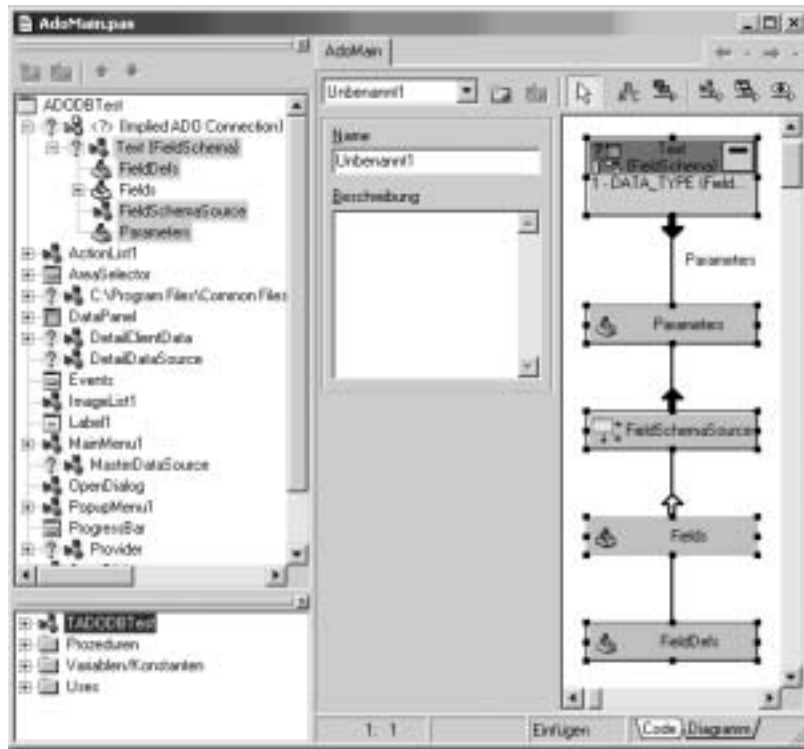 AdoMain.pas
AdoMain
ADODBTest
<?> (Implied ADO Connection)
Text (FieldSchema)
FieldDefs
Fields
FieldSchemaSource
Parameters
ActionList1
AreaSelector
C:\Program Files\Common Files
DataPanel
DetailClientData
DetailDataSource
Events
ImageList1
Label1
MainMenu1
MasterDataSource
OpenDialog
PopupMenu1
ProgressBar
Provider
TADODBTest
Prozeduren
Variablen/Konstanten
Uses
Unbenannt1
Name
Unbenannt1
Beschreibung
Text
(FieldSchema)
1 - DATA_TYPE (Field...
Parameters
Parameters
FieldSchemaSource
Fields
FieldDefs
1: 1
Einfügen
Code
Diagramm